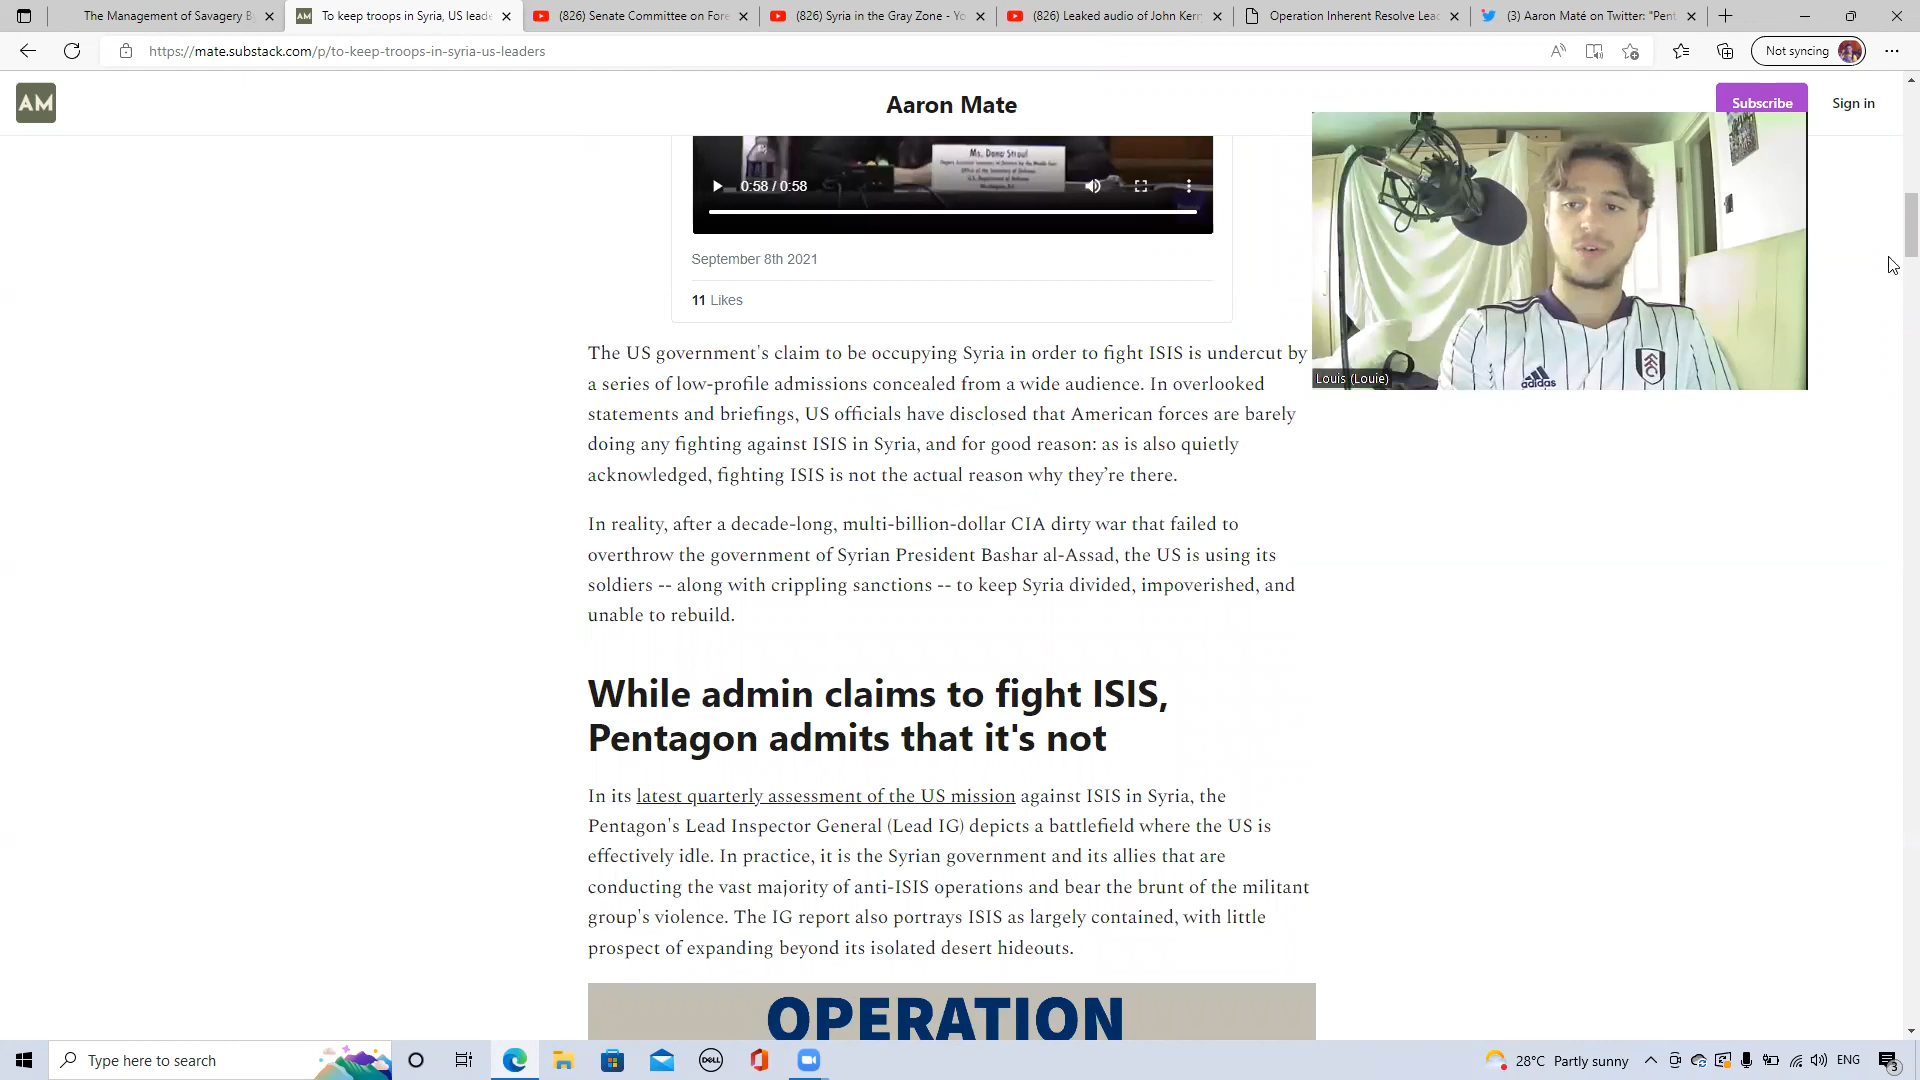 The Management of Savagery B
To keep troops in Syria, US leade
(826) Senate Committee on Fore
(826) Syria in the Gray Zone - Yo
(826) Leaked audio of John Kerr
Operation Inherent Resolve Lea
(3) Aaron Maté on Twitter: "Pent
https://mate.substack.com/p/to-keep-troops-in-syria-us-leaders
Not syncing
AM
Aaron Mate
Subscribe
Sign in
Ms. Dana Stroul
0:58 / 0:58
September 8th 2021
11 Likes
Louis (Louie)
adidas
The US government's claim to be occupying Syria in order to fight ISIS is undercut by
a series of low-profile admissions concealed from a wide audience. In overlooked
statements and briefings, US officials have disclosed that American forces are barely
doing any fighting against ISIS in Syria, and for good reason: as is also quietly
acknowledged, fighting ISIS is not the actual reason why they’re there.
In reality, after a decade-long, multi-billion-dollar CIA dirty war that failed to
overthrow the government of Syrian President Bashar al-Assad, the US is using its
soldiers -- along with crippling sanctions -- to keep Syria divided, impoverished, and
unable to rebuild.
While admin claims to fight ISIS,
Pentagon admits that it's not
In its latest quarterly assessment of the US mission against ISIS in Syria, the
Pentagon's Lead Inspector General (Lead IG) depicts a battlefield where the US is
effectively idle. In practice, it is the Syrian government and its allies that are
conducting the vast majority of anti-ISIS operations and bear the brunt of the militant
group's violence. The IG report also portrays ISIS as largely contained, with little
prospect of expanding beyond its isolated desert hideouts.
OPERATION
Type here to search
DELL
28°C Partly sunny
ENG
3